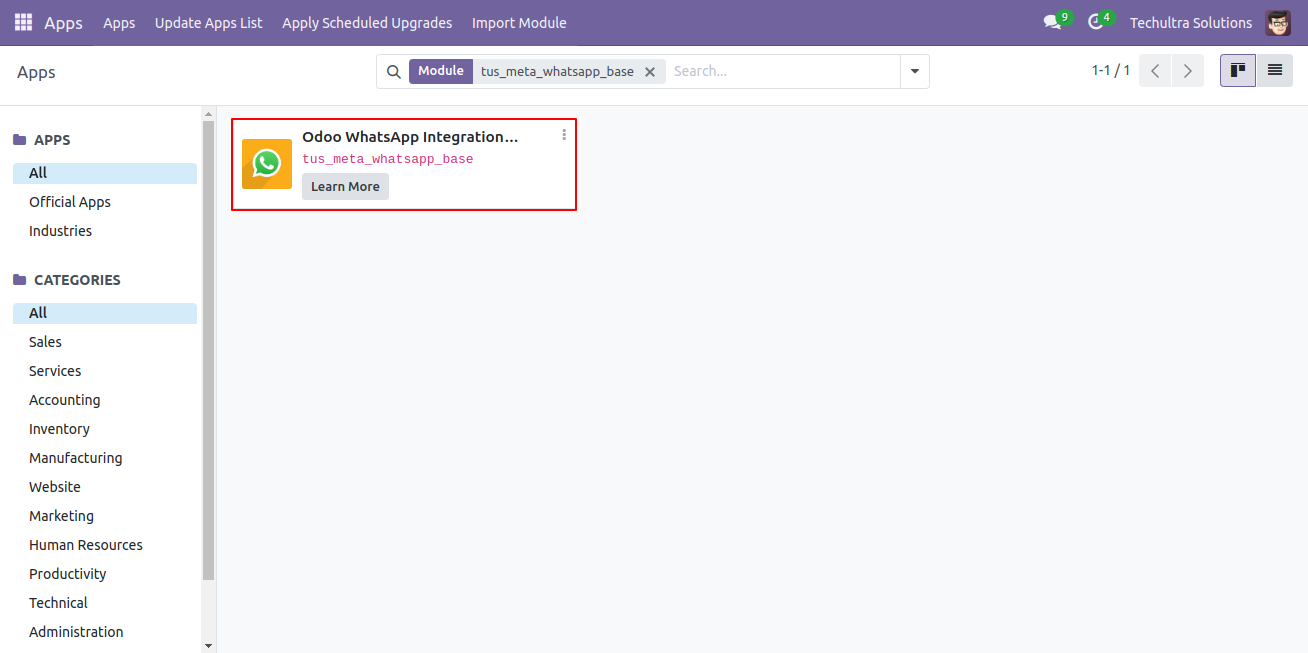 Apps Apps Update Apps List Apply Scheduled Upgrades Import Module 9 4 Techultra Solutions
Apps Module tus_meta_whatsapp_base Search... 1-1 / 1
APPS
All
Official Apps
Industries
CATEGORIES
All
Sales
Services
Accounting
Inventory
Manufacturing
Website
Marketing
Human Resources
Productivity
Technical
Administration
Odoo WhatsApp Integration...
tus_meta_whatsapp_base
Learn More